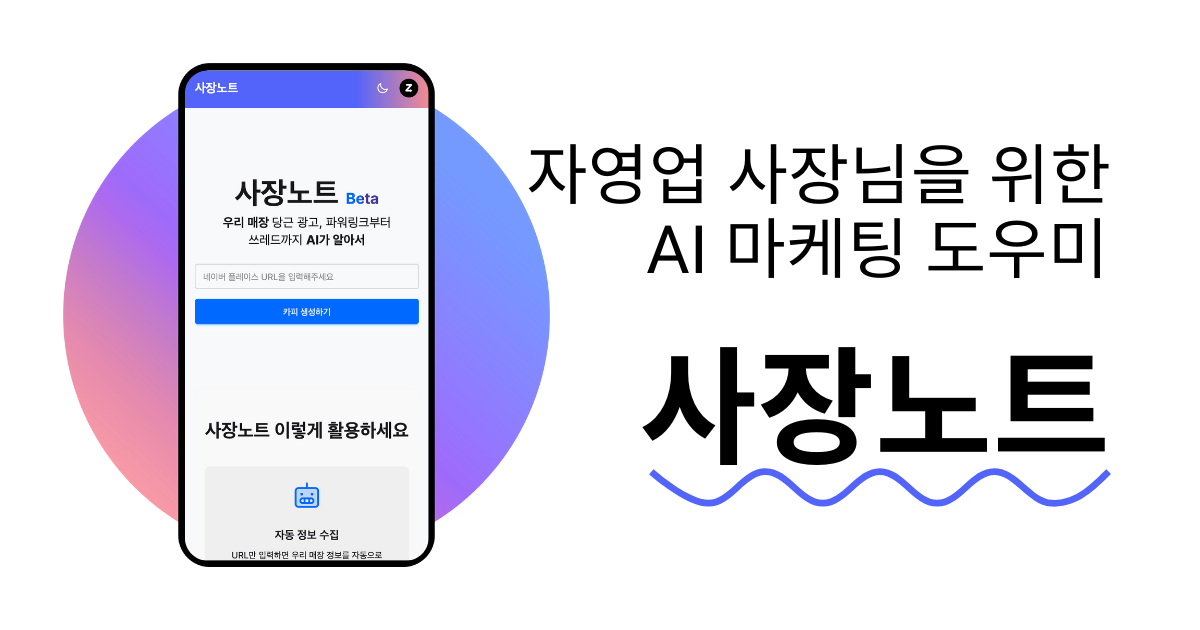 사장노트
Z
사장노트 Beta
우리 매장 당근 광고, 파워링크부터
쓰레드까지 AI가 알아서
네이버 플레이스 URL을 입력해주세요
카피 생성하기
사장노트 이렇게 활용하세요
자동 정보 수집
URL만 입력하면 우리 매장 정보를 자동으로
자영업 사장님을 위한
AI 마케팅 도우미
사장노트